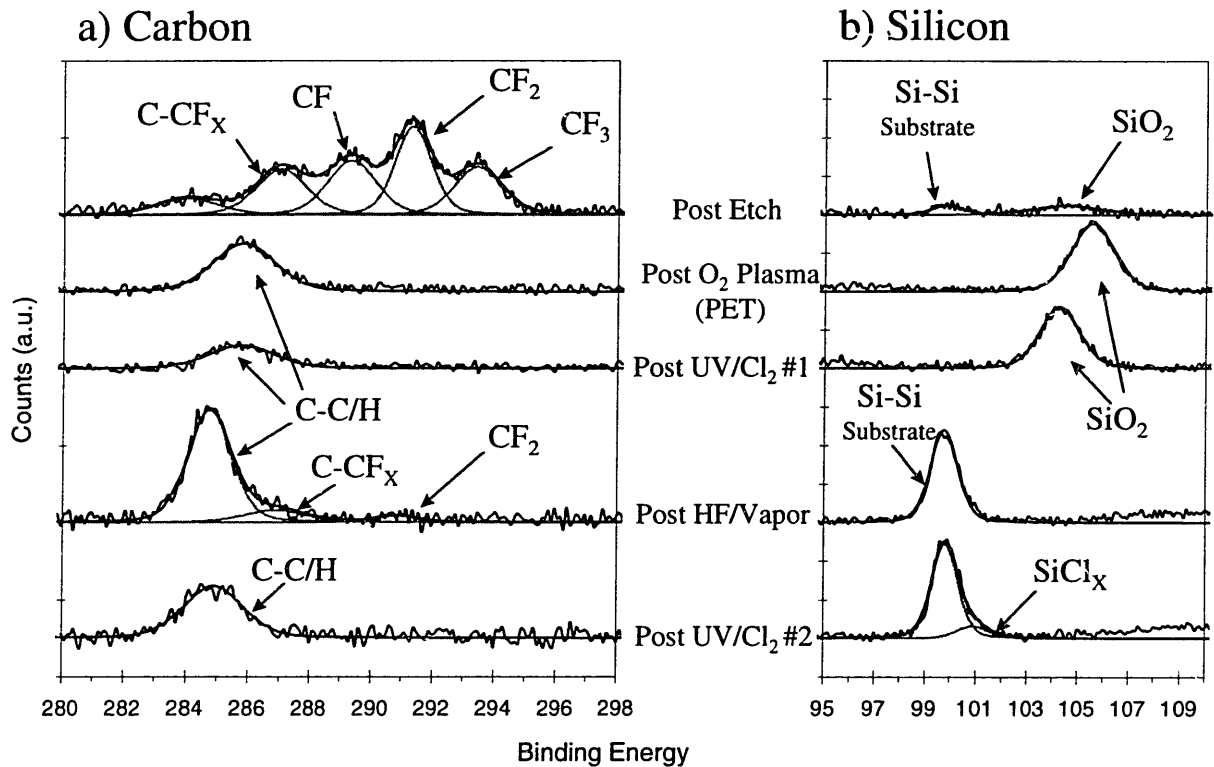 a) Carbon
b) Silicon
C-CFX
CF
CF2
CF3
Si-Si
Substrate
SiO2
Post Etch
Post O2 Plasma
(PET)
Post UV/Cl2 #1
C-C/H
Si-Si
Substrate
SiO2
C-CFX
CF2
Post HF/Vapor
C-C/H
SiClX
Post UV/Cl2 #2
Counts (a.u.)
280 282 284 286 288 290 292 294 296 298
95 97 99 101 103 105 107 109
Binding Energy